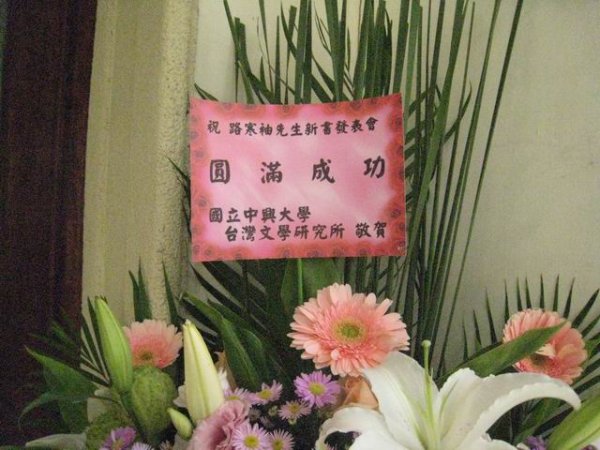 祝 路寒袖先生新書發表會
圓滿成功
國立中興大學
台灣文學研究所 敬賀